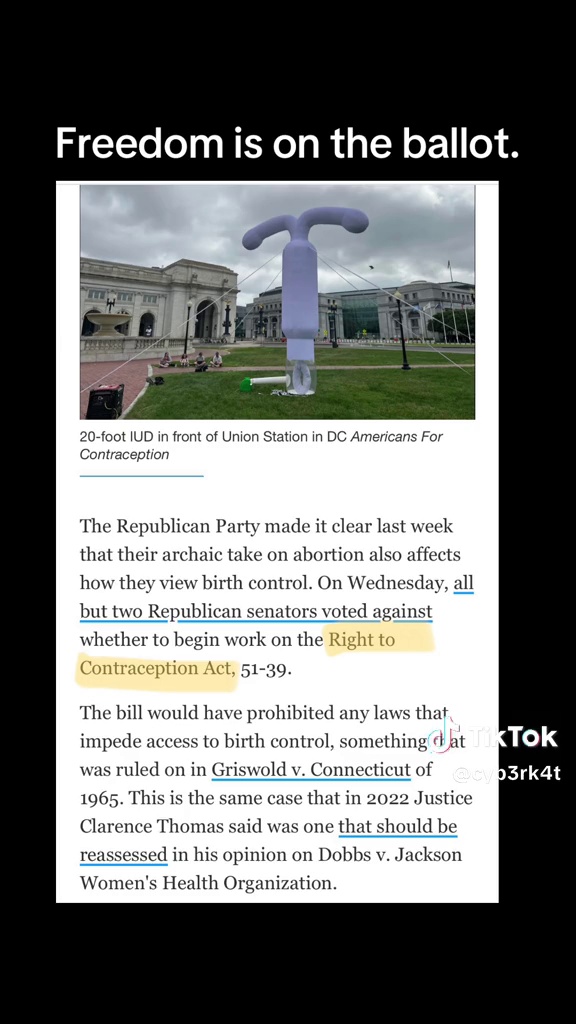 Freedom is on the ballot.
20-foot IUD in front of Union Station in DC Americans For
Contraception
The Republican Party made it clear last week
that their archaic take on abortion also affects
how they view birth control. On Wednesday, all
but two Republican senators voted against
whether to begin work on the Right to
Contraception Act, 51-39.
The bill would have prohibited any laws that
impede access to birth control, something that
was ruled on in Griswold v. Connecticut of
1965. This is the same case that in 2022 Justice
Clarence Thomas said was one that should be
reassessed in his opinion on Dobbs v. Jackson
Women's Health Organization.
TikTok
@cyb3rk4t